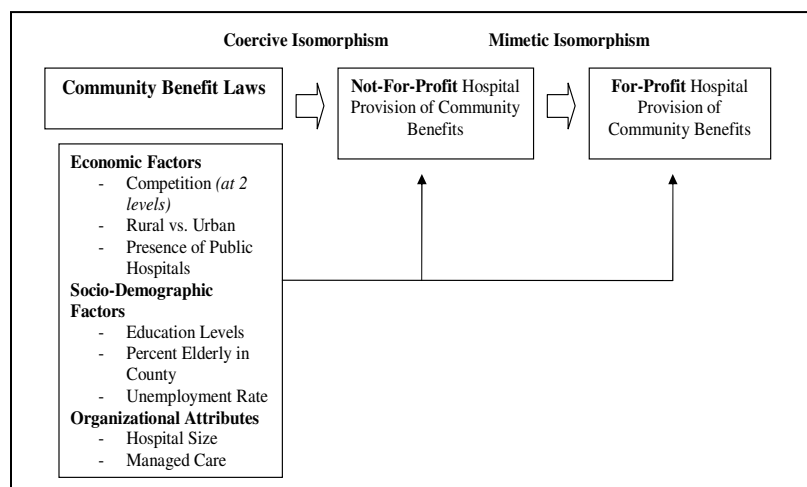 Coercive Isomorphism
Mimetic Isomorphism
Community Benefit Laws
Not-For-Profit Hospital
Provision of Community
Benefits
For-Profit Hospital
Provision of
Community Benefits
Economic Factors
- Competition (at 2
levels)
- Rural vs. Urban
- Presence of Public
Hospitals
Socio-Demographic
Factors
- Education Levels
- Percent Elderly in
County
- Unemployment Rate
Organizational Attributes
- Hospital Size
- Managed Care